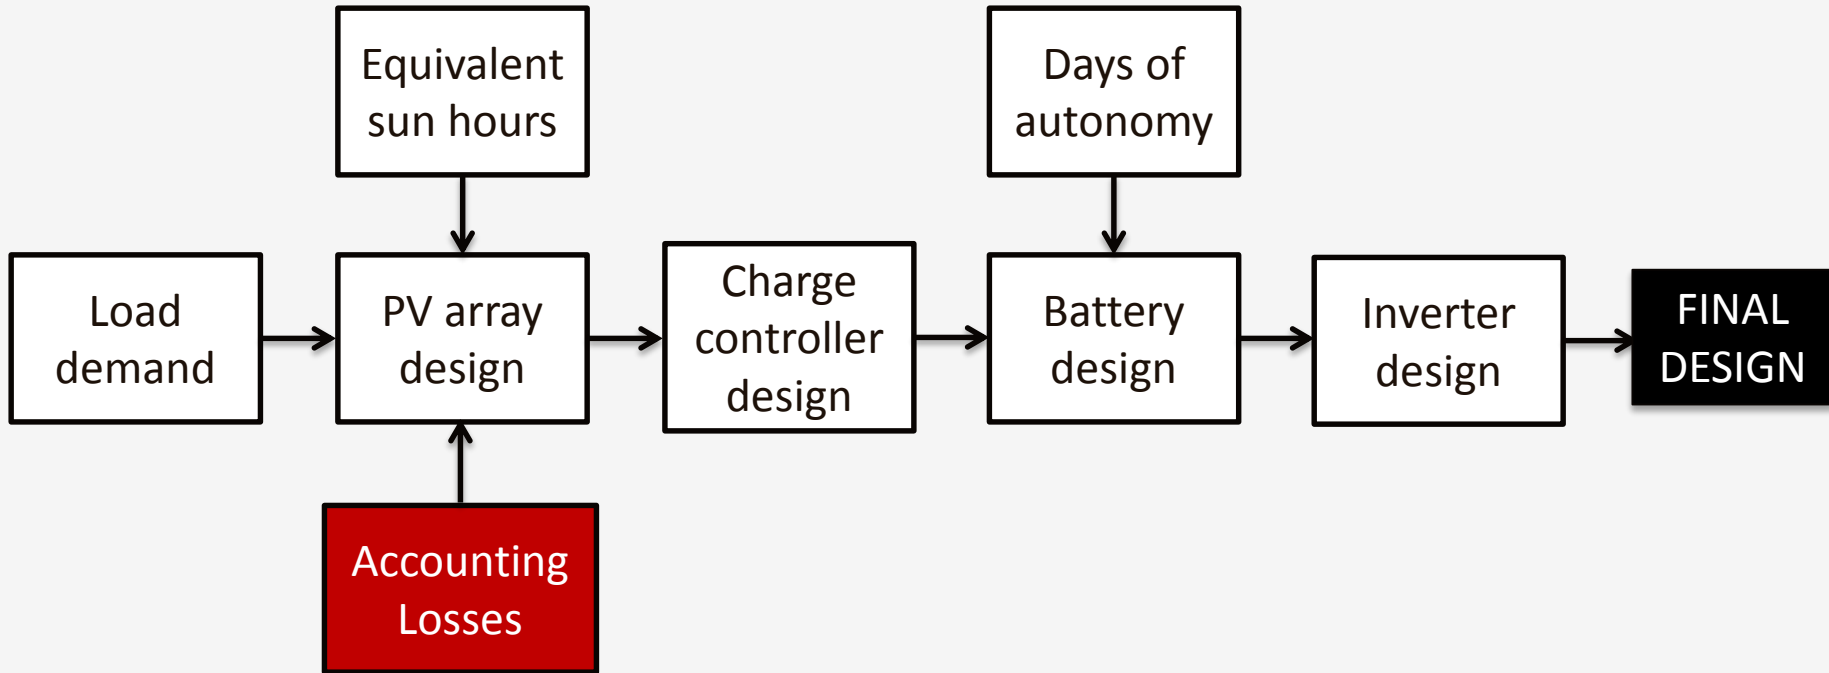 Equivalent
sun hours
Days of
autonomy
Load
demand
PV array
design
Charge
controller
design
Battery
design
Inverter
design
FINAL
DESIGN
Accounting
Losses